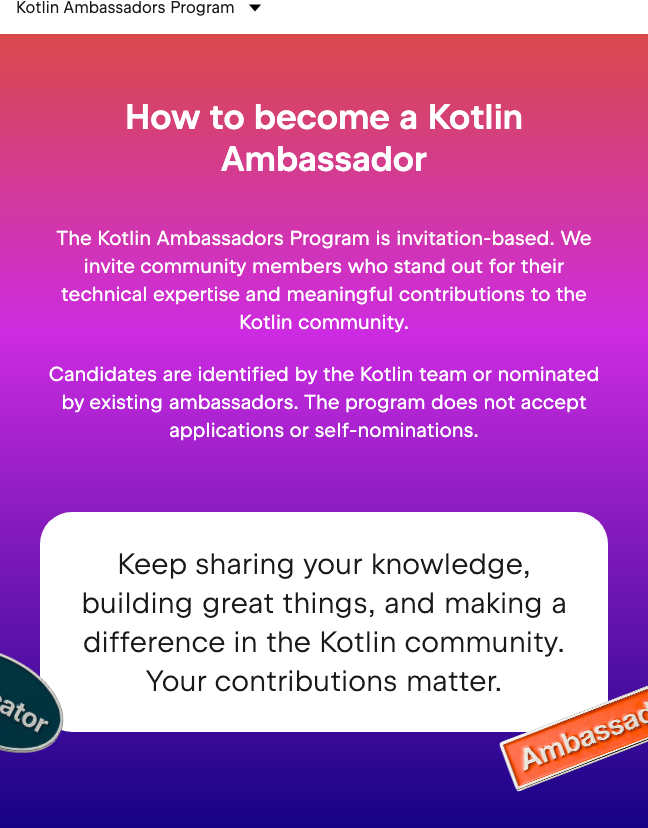 Kotlin Ambassadors Program
How to become a Kotlin
Ambassador
The Kotlin Ambassadors Program is invitation-based. We
invite community members who stand out for their
technical expertise and meaningful contributions to the
Kotlin community.
Candidates are identified by the Kotlin team or nominated
by existing ambassadors. The program does not accept
applications or self-nominations.
Keep sharing your knowledge,
building great things, and making a
difference in the Kotlin community.
Your contributions matter.